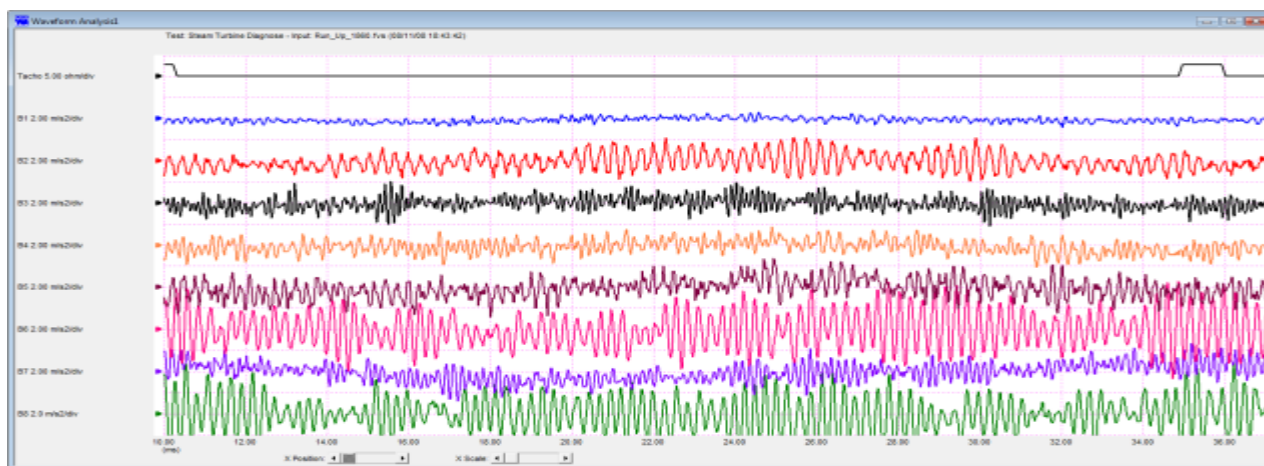 Waveform Analysis1
Test: Steam Turbine Diagnose - Input: Run_Up_1860.fvs (08/11/08 18:43:42)
Tacho 5.00 ohm/div
B1 2.00 m/s2/div
B2 2.00 m/s2/div
B3 2.00 m/s2/div
B4 2.00 m/s2/div
B5 2.00 m/s2/div
B6 2.00 m/s2/div
B7 2.00 m/s2/div
B8 2.0 m/s2/div
10.00 12.00 14.00 16.00 18.00 20.00 22.00 24.00 26.00 28.00 30.00 32.00 34.00 36.00
(ms)
X Position: X Scale: